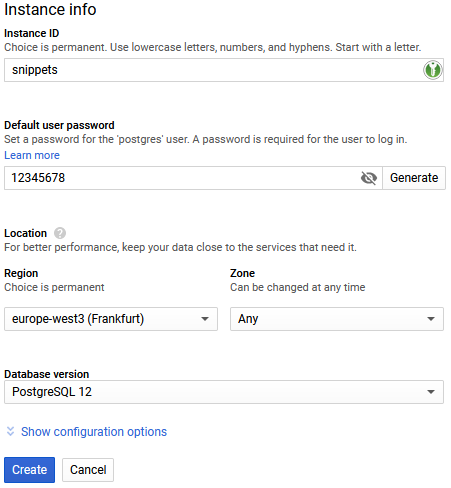 Instance info
Instance ID
Choice is permanent. Use lowercase letters, numbers, and hyphens. Start with a letter.
snippets
Default user password
Set a password for the 'postgres' user. A password is required for the user to log in.
Learn more
12345678
Generate
Location ?
For better performance, keep your data close to the services that need it.
Region
Choice is permanent
europe-west3 (Frankfurt)
Zone
Can be changed at any time
Any
Database version
PostgreSQL 12
Show configuration options
Create
Cancel